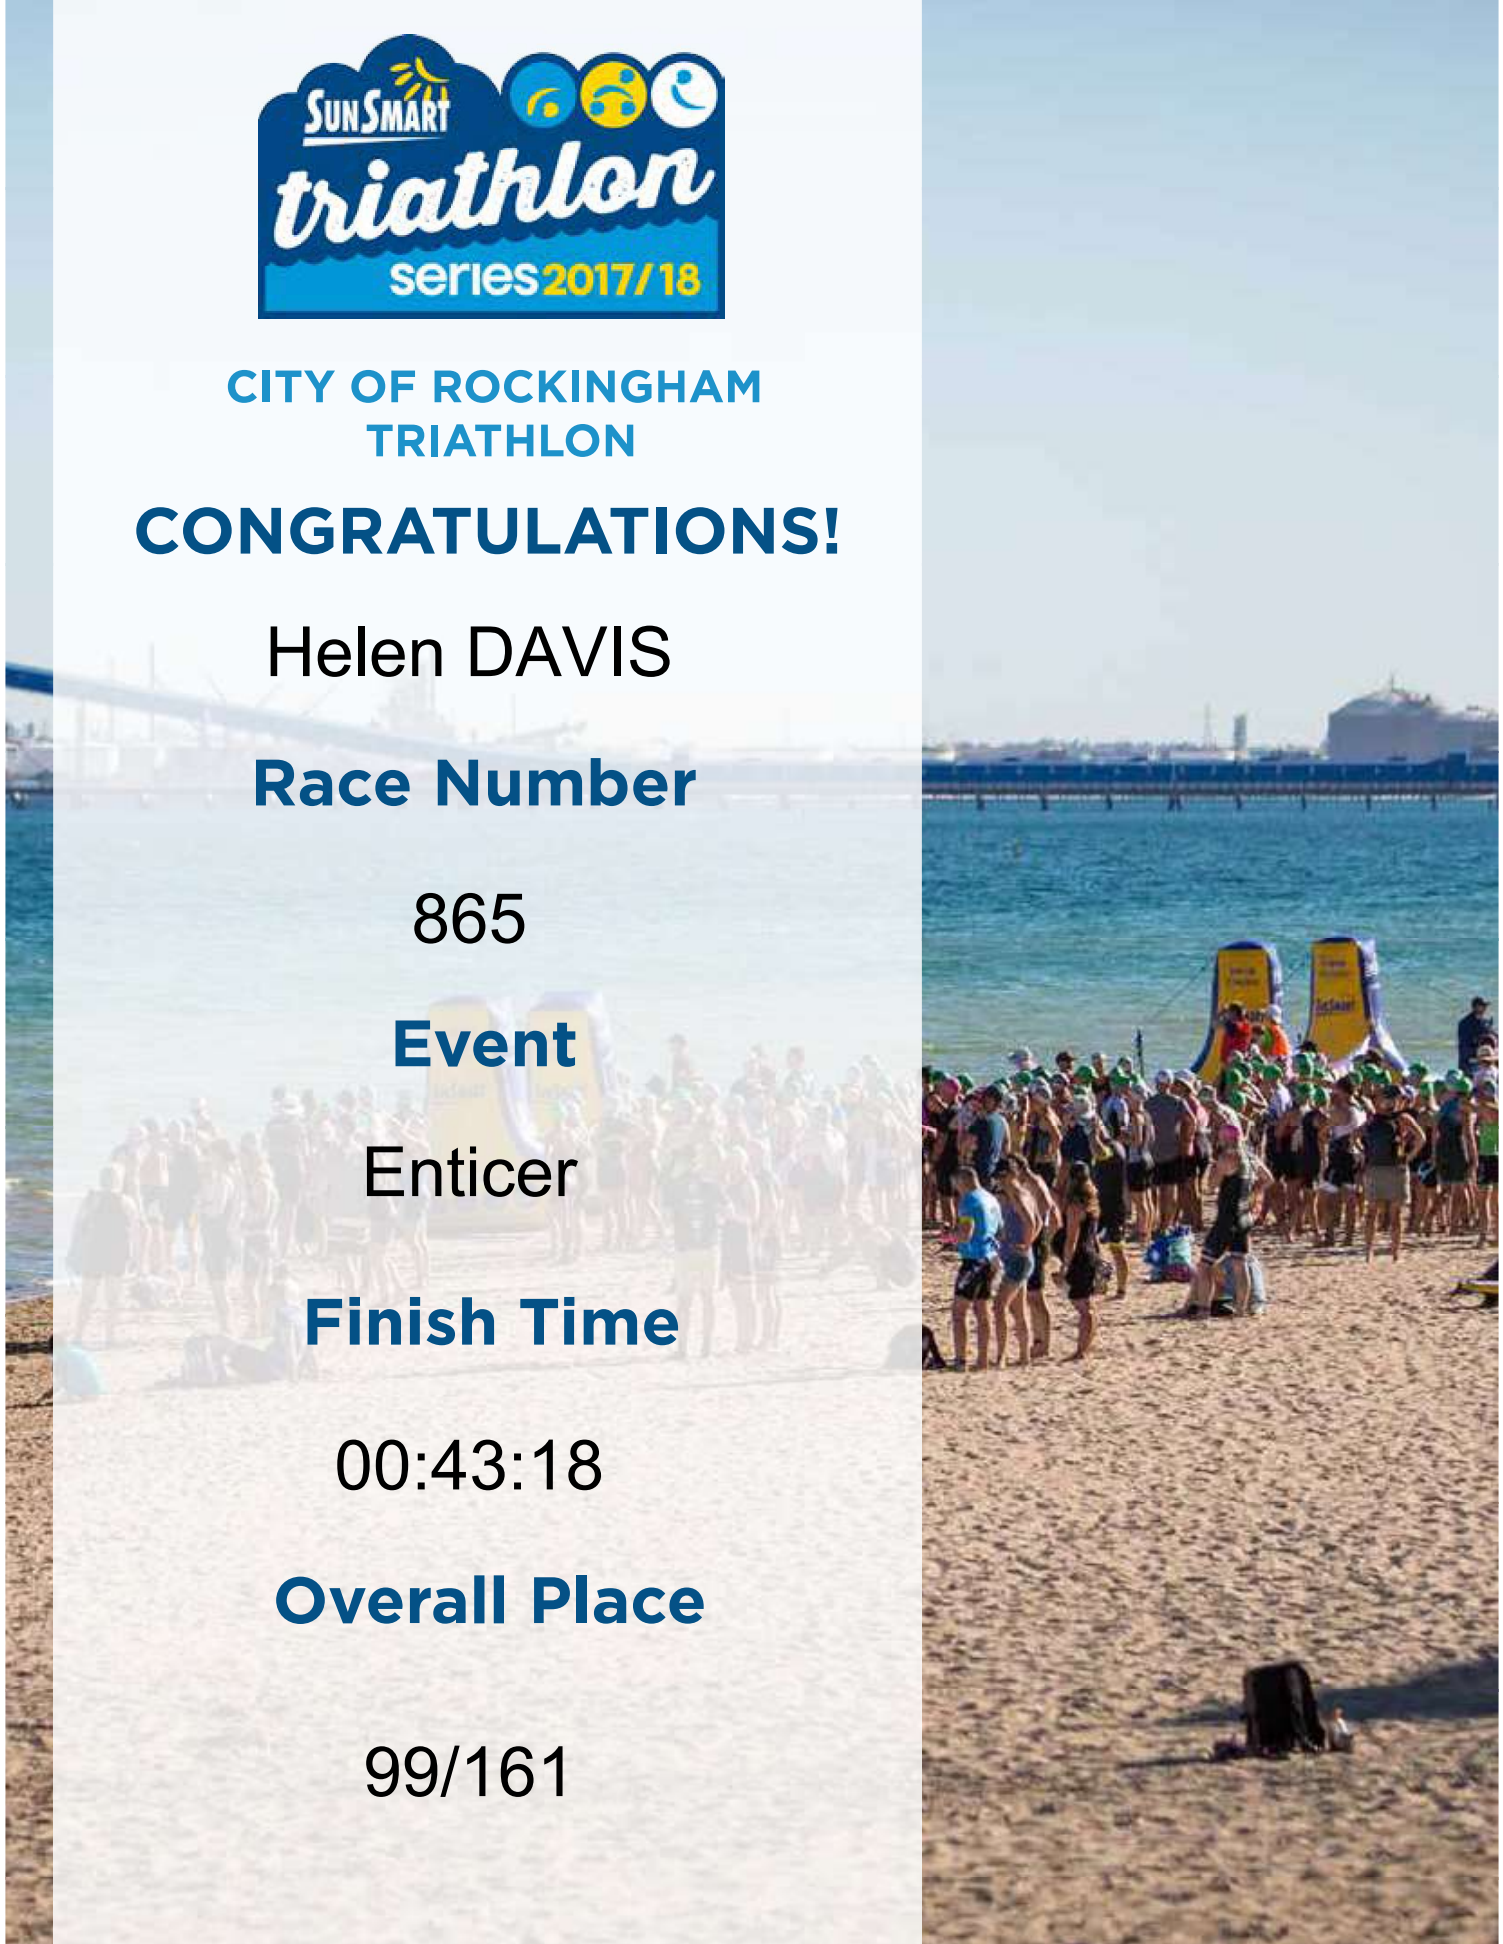 SUNSMART
triathlon
series 2017/18
CITY OF ROCKINGHAM
TRIATHLON
CONGRATULATIONS!
Helen DAVIS
Race Number
865
Event
Enticer
Finish Time
00:43:18
Overall Place
99/161